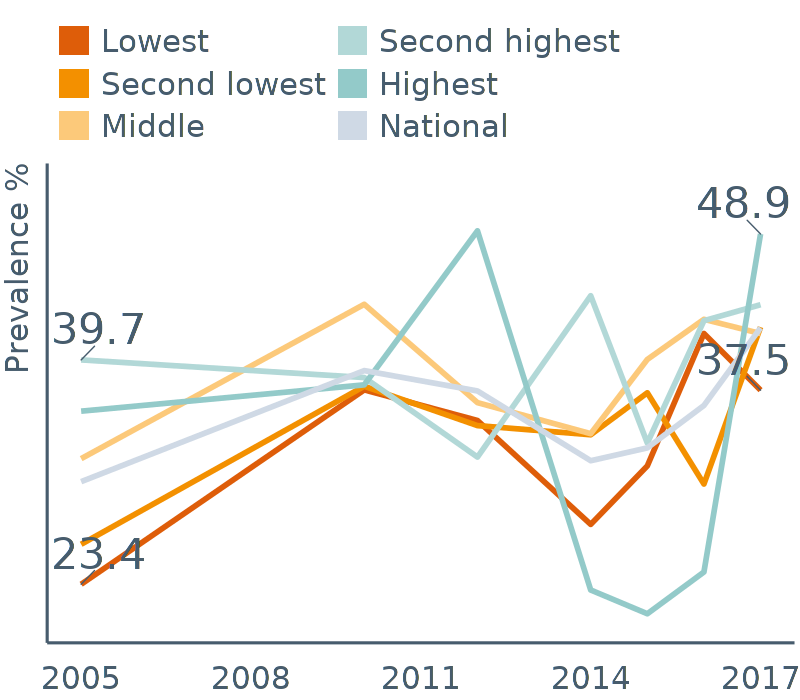 Lowest
Second lowest
Middle
Second highest
Highest
National
Prevalence %
48.9
39.7
37.5
23.4
2005 2008 2011 2014 2017